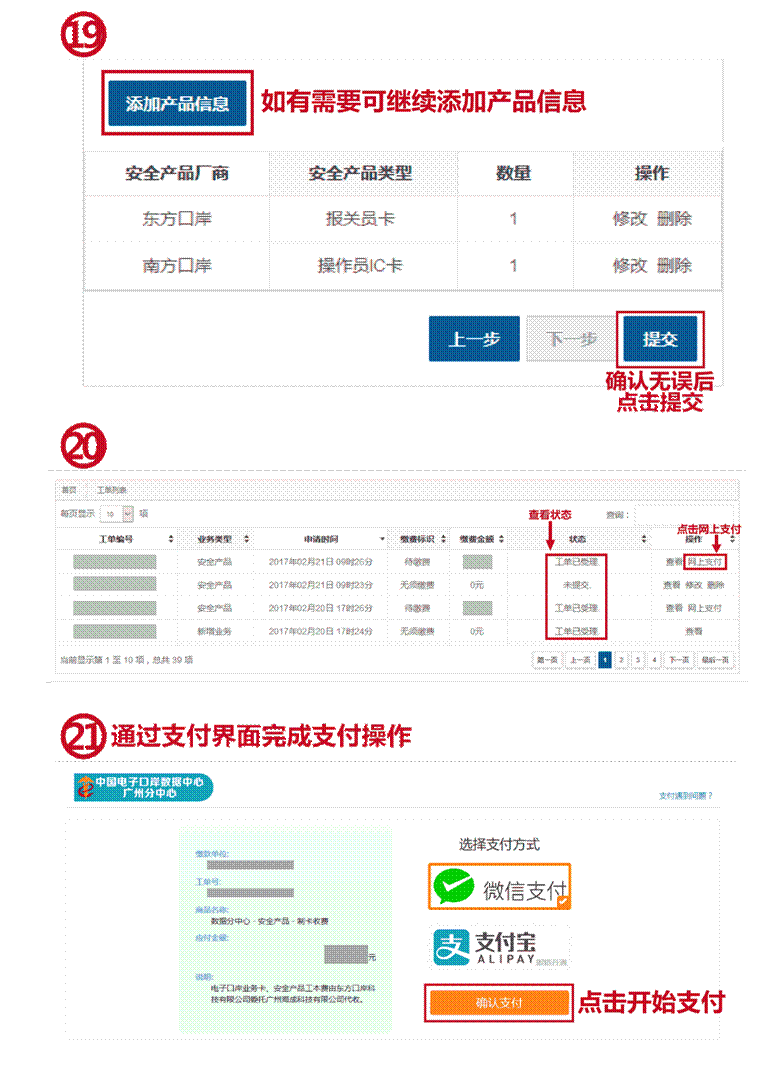 19
添加产品信息 如有需要可继续添加产品信息
安全产品厂商 安全产品类型 数量 操作
东方口岸 报关员卡 1 修改 删除
南方口岸 操作员IC卡 1 修改 删除
上一步 下一步 提交
确认无误后
点击提交
20
首页 工单列表
每页显示 10 项 查看状态 查询:
点击网上支付
工单编号 业务类型 申请时间 缴费标识 缴费金额 状态 操作
安全产品 2017年02月21日 09时26分 待缴费 工单已受理 查看 网上支付
安全产品 2017年02月21日 09时23分 无须缴费 0元 未提交 查看 修改 删除
安全产品 2017年02月20日 17时26分 待缴费 工单已受理 查看 网上支付
新增业务 2017年02月20日 17时24分 无须缴费 0元 工单已受理 查看
当前显示第 1 至 10 项,总共 39 项 第一页 上一页 1 2 3 4 下一页 最后一页
21 通过支付界面完成支付操作
中国电子口岸数据中心
广州分中心
支付遇到问题?
选择支付方式
缴款单位:
工单号:
微信支付
商品名称:
数据分中心 - 安全产品 - 制卡收费
应付金额:
元
支付宝
ALIPAY
说明:
电子口岸业务卡、安全产品工本费由东方口岸科
技有限公司委托广州海成科技有限公司代收。
确认支付 点击开始支付